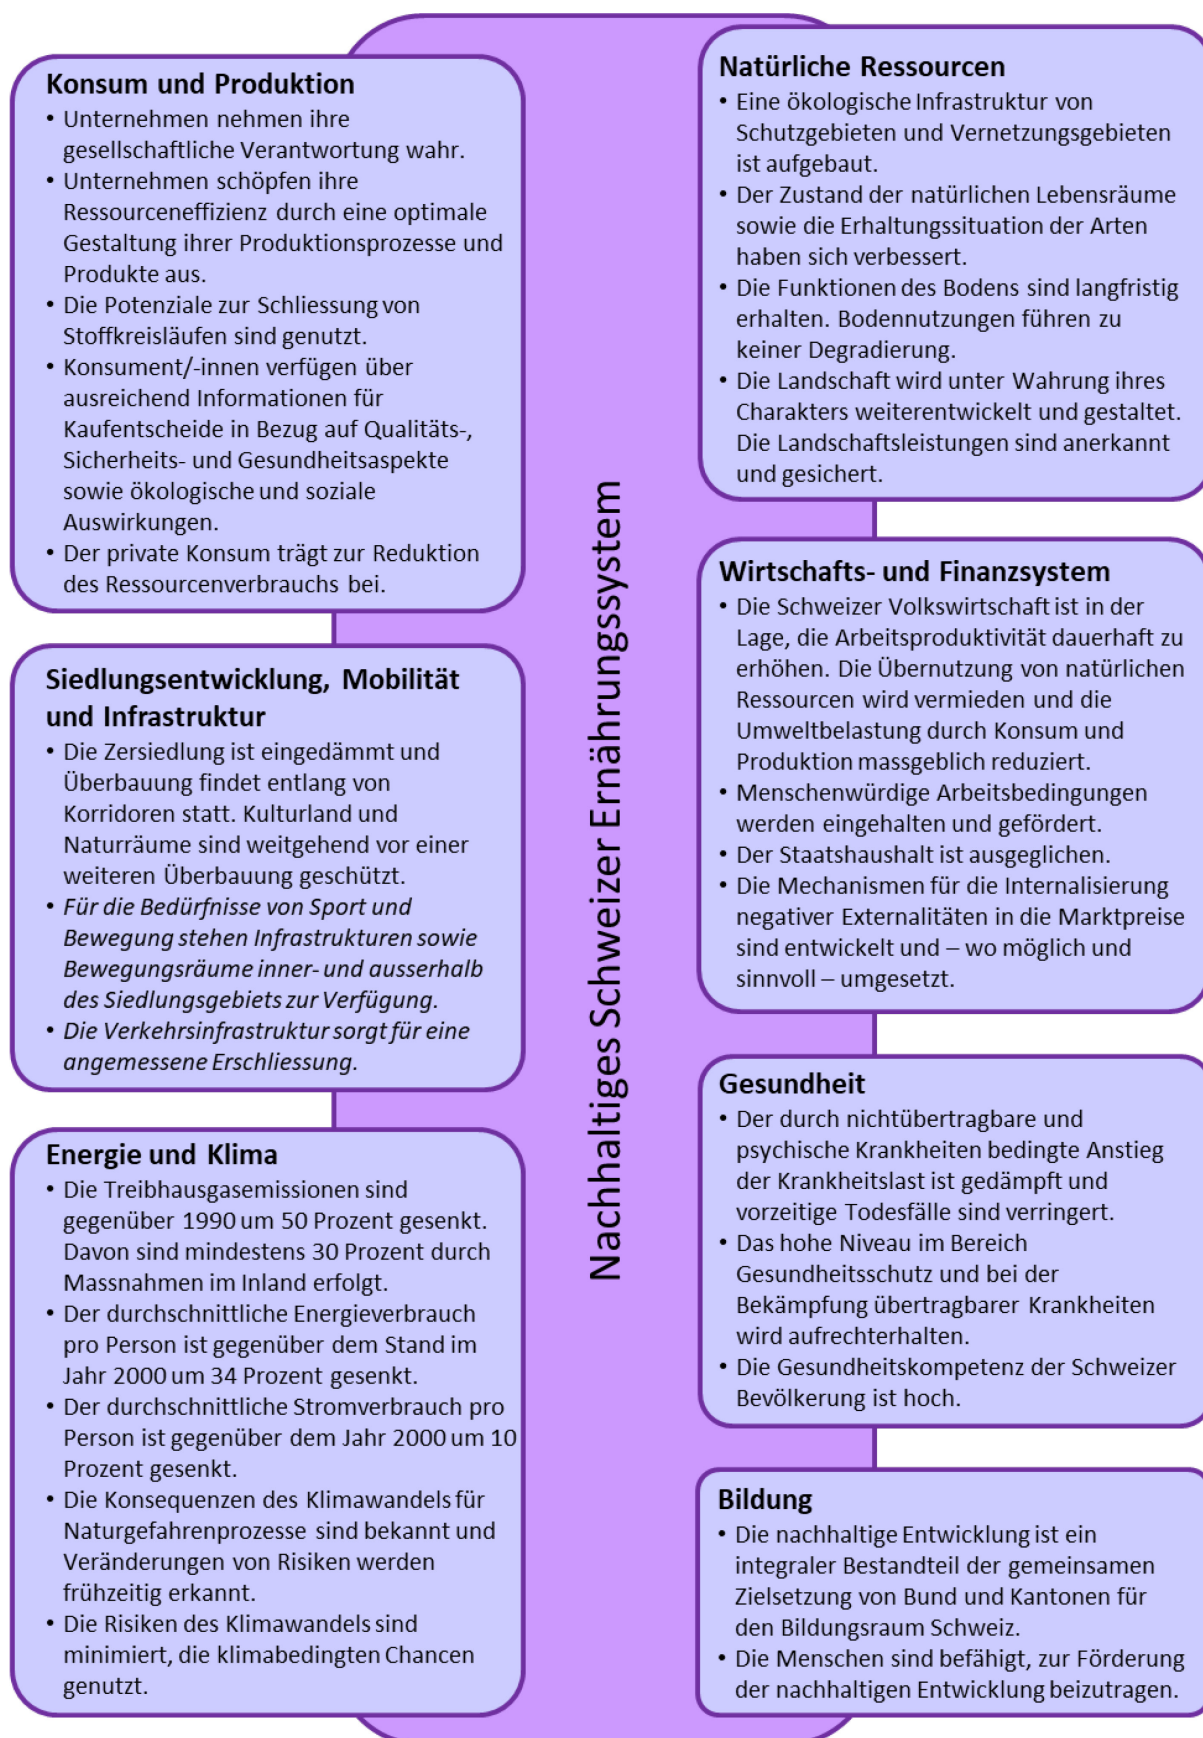 Konsum und Produktion
• Unternehmen nehmen ihre
gesellschaftliche Verantwortung wahr.
• Unternehmen schöpfen ihre
Ressourceneffizienz durch eine optimale
Gestaltung ihrer Produktionsprozesse und
Produkte aus.
• Die Potenziale zur Schliessung von
Stoffkreisläufen sind genutzt.
• Konsument/-innen verfügen über
ausreichend Informationen für
Kaufentscheide in Bezug auf Qualitäts-,
Sicherheits- und Gesundheitsaspekte
sowie ökologische und soziale
Auswirkungen.
• Der private Konsum trägt zur Reduktion
des Ressourcenverbrauchs bei.
Siedlungsentwicklung, Mobilität
und Infrastruktur
• Die Zersiedlung ist eingedämmt und
Überbauung findet entlang von
Korridoren statt. Kulturland und
Naturräume sind weitgehend vor einer
weiteren Überbauung geschützt.
• Für die Bedürfnisse von Sport und
Bewegung stehen Infrastrukturen sowie
Bewegungsräume inner- und ausserhalb
des Siedlungsgebiets zur Verfügung.
• Die Verkehrsinfrastruktur sorgt für eine
angemessene Erschliessung.
Energie und Klima
• Die Treibhausgasemissionen sind
gegenüber 1990 um 50 Prozent gesenkt.
Davon sind mindestens 30 Prozent durch
Massnahmen im Inland erfolgt.
• Der durchschnittliche Energieverbrauch
pro Person ist gegenüber dem Stand im
Jahr 2000 um 34 Prozent gesenkt.
• Der durchschnittliche Stromverbrauch pro
Person ist gegenüber dem Jahr 2000 um 10
Prozent gesenkt.
• Die Konsequenzen des Klimawandels für
Naturgefahrenprozesse sind bekannt und
Veränderungen von Risiken werden
frühzeitig erkannt.
• Die Risiken des Klimawandels sind
minimiert, die klimabedingten Chancen
genutzt.
Nachhaltiges Schweizer Ernährungssystem
Natürliche Ressourcen
• Eine ökologische Infrastruktur von
Schutzgebieten und Vernetzungsgebieten
ist aufgebaut.
• Der Zustand der natürlichen Lebensräume
sowie die Erhaltungssituation der Arten
haben sich verbessert.
• Die Funktionen des Bodens sind langfristig
erhalten. Bodennutzungen führen zu
keiner Degradierung.
• Die Landschaft wird unter Wahrung ihres
Charakters weiterentwickelt und gestaltet.
Die Landschaftsleistungen sind anerkannt
und gesichert.
Wirtschafts- und Finanzsystem
• Die Schweizer Volkswirtschaft ist in der
Lage, die Arbeitsproduktivität dauerhaft zu
erhöhen. Die Übernutzung von natürlichen
Ressourcen wird vermieden und die
Umweltbelastung durch Konsum und
Produktion massgeblich reduziert.
• Menschenwürdige Arbeitsbedingungen
werden eingehalten und gefördert.
• Der Staatshaushalt ist ausgeglichen.
• Die Mechanismen für die Internalisierung
negativer Externalitäten in die Marktpreise
sind entwickelt und – wo möglich und
sinnvoll – umgesetzt.
Gesundheit
• Der durch nichtübertragbare und
psychische Krankheiten bedingte Anstieg
der Krankheitslast ist gedämpft und
vorzeitige Todesfälle sind verringert.
• Das hohe Niveau im Bereich
Gesundheitsschutz und bei der
Bekämpfung übertragbarer Krankheiten
wird aufrechterhalten.
• Die Gesundheitskompetenz der Schweizer
Bevölkerung ist hoch.
Bildung
• Die nachhaltige Entwicklung ist ein
integraler Bestandteil der gemeinsamen
Zielsetzung von Bund und Kantonen für
den Bildungsraum Schweiz.
• Die Menschen sind befähigt, zur Förderung
der nachhaltigen Entwicklung beizutragen.